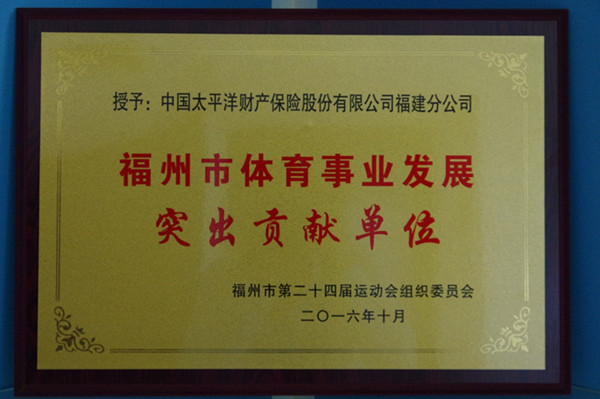 授予：中国太平洋财产保险股份有限公司福建分公司
福州市体育事业发展
突出贡献单位
福州市第二十四届运动会组织委员会
二〇一六年十月